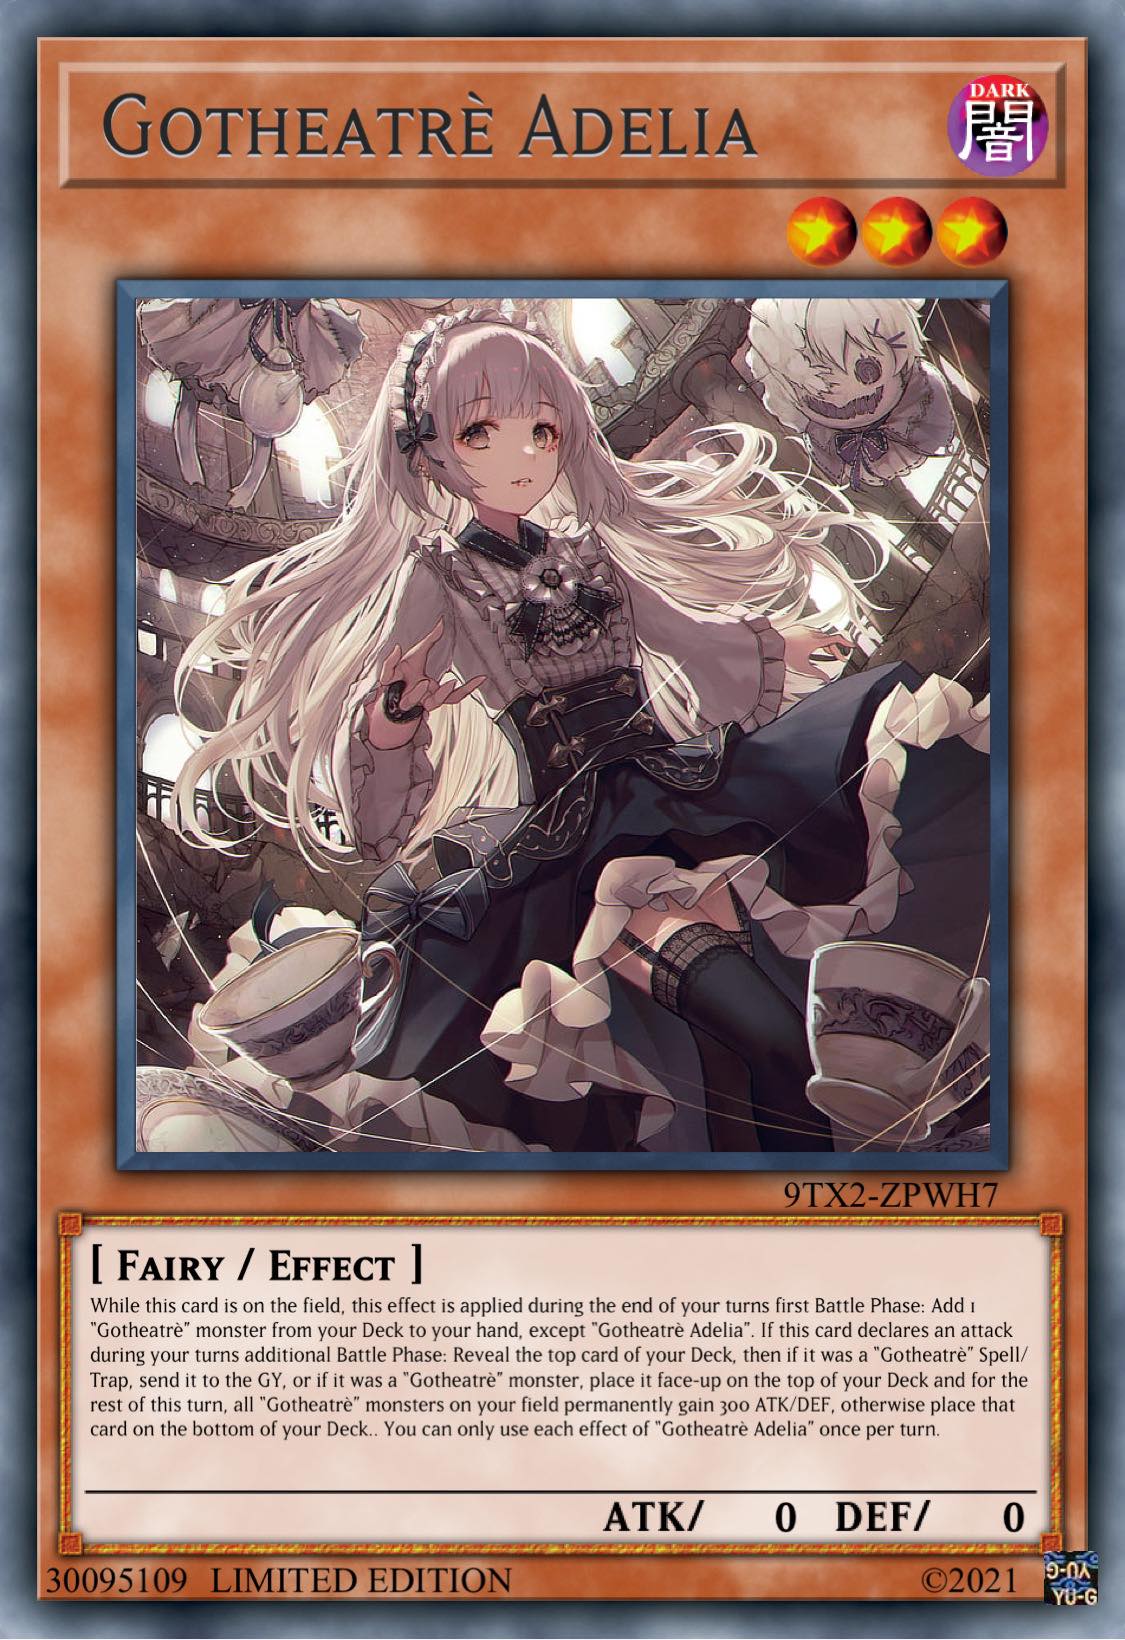 Gotheatrè Adelia
DARK
闇
9TX2-ZPWH7
[ Fairy / Effect ]
While this card is on the field, this effect is applied during the end of your turns first Battle Phase: Add 1
"Gotheatrè" monster from your Deck to your hand, except "Gotheatrè Adelia". If this card declares an attack
during your turns additional Battle Phase: Reveal the top card of your Deck, then if it was a "Gotheatrè" Spell/
Trap, send it to the GY, or if it was a "Gotheatrè" monster, place it face-up on the top of your Deck and for the
rest of this turn, all "Gotheatrè" monsters on your field permanently gain 300 ATK/DEF, otherwise place that
card on the bottom of your Deck.. You can only use each effect of "Gotheatrè Adelia" once per turn.
ATK/ 0 DEF/ 0
30095109 LIMITED EDITION ©2021
YU-G